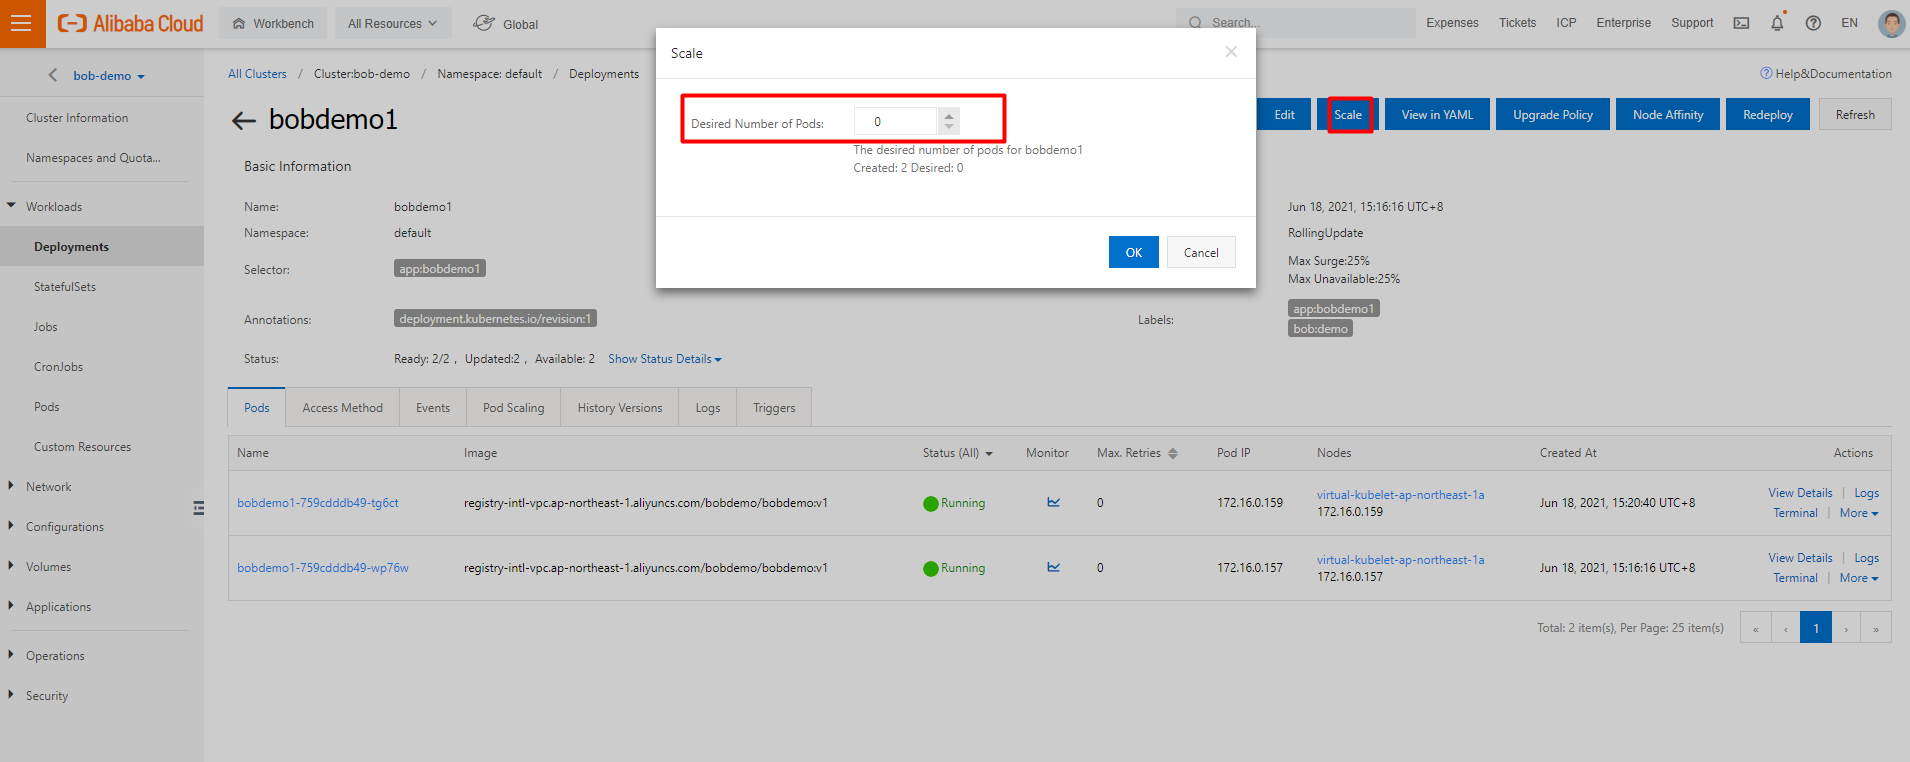 Alibaba Cloud Workbench All Resources Global Search... Expenses Tickets ICP Enterprise Support EN
bob-demo
Cluster Information
Namespaces and Quota...
Workloads
Deployments
StatefulSets
Jobs
CronJobs
Pods
Custom Resources
Network
Configurations
Volumes
Applications
Operations
Security
All Clusters / Cluster:bob-demo / Namespace: default / Deployments
Help&Documentation
bobdemo1
Edit Scale View in YAML Upgrade Policy Node Affinity Redeploy Refresh
Scale
Desired Number of Pods: 0
The desired number of pods for bobdemo1
Created: 2 Desired: 0
OK Cancel
Basic Information
Name: bobdemo1 Jun 18, 2021, 15:16:16 UTC+8
Namespace: default RollingUpdate
Selector: app:bobdemo1 Max Surge:25%
Max Unavailable:25%
Annotations: deployment.kubernetes.io/revision:1 Labels: app:bobdemo1
bob:demo
Status: Ready: 2/2 , Updated:2 , Available: 2 Show Status Details
Pods Access Method Events Pod Scaling History Versions Logs Triggers
Name Image Status (All) Monitor Max. Retries Pod IP Nodes Created At Actions
bobdemo1-759cdddb49-tg6ct registry-intl-vpc.ap-northeast-1.aliyuncs.com/bobdemo/bobdemo:v1 Running 0 172.16.0.159 virtual-kubelet-ap-northeast-1a Jun 18, 2021, 15:20:40 UTC+8 View Details | Logs
172.16.0.159 Terminal | More
bobdemo1-759cdddb49-wp76w registry-intl-vpc.ap-northeast-1.aliyuncs.com/bobdemo/bobdemo:v1 Running 0 172.16.0.157 virtual-kubelet-ap-northeast-1a Jun 18, 2021, 15:16:16 UTC+8 View Details | Logs
172.16.0.157 Terminal | More
Total: 2 item(s), Per Page: 25 item(s) « ‹ 1 › »